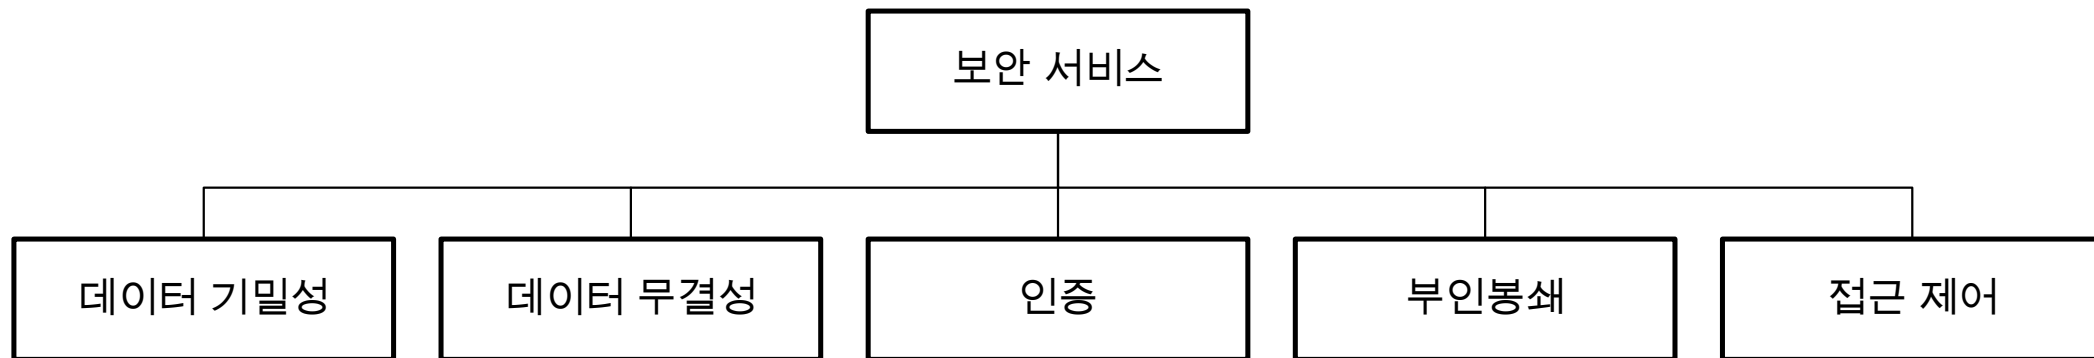 보안 서비스
데이터 기밀성
데이터 무결성
인증
부인봉쇄
접근 제어